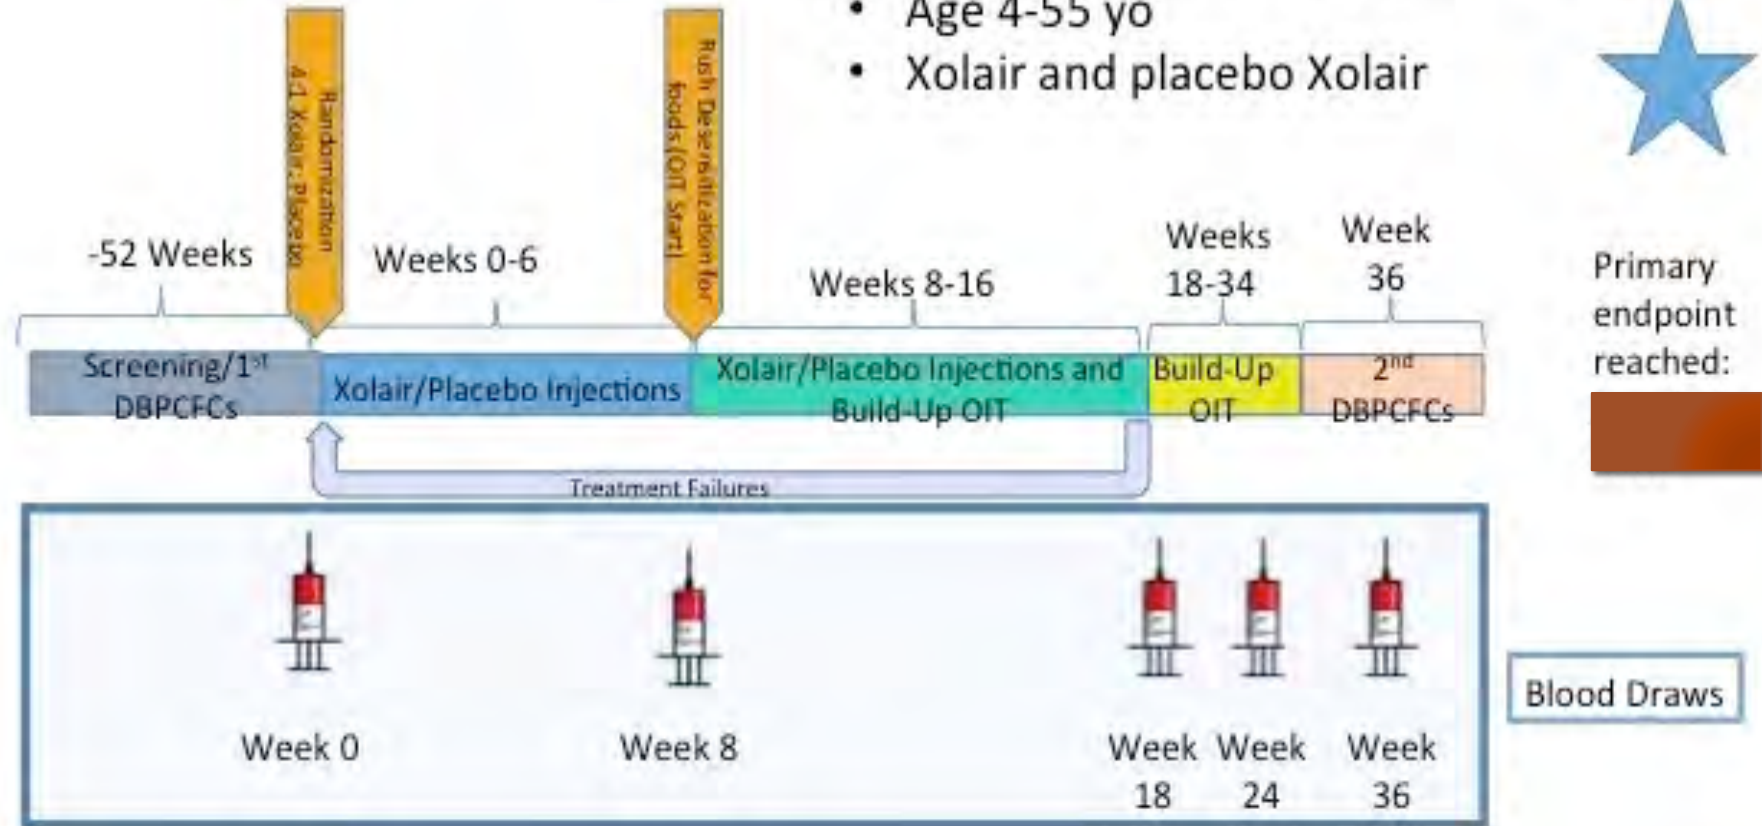 • Age 4-55 yo
• Xolair and placebo Xolair
Randomization
4:1 Xolair: Placebo
Rush Desensitization for
foods (OIT Start)
-52 Weeks
Weeks 0-6
Weeks 8-16
Weeks
18-34
Week
36
Primary
endpoint
reached:
Screening/1st
DBPCFCs
Xolair/Placebo Injections
Xolair/Placebo Injections and
Build-Up OIT
Build-Up
OIT
2nd
DBPCFCs
Treatment Failures
Week 0
Week 8
Week
18
Week
24
Week
36
Blood Draws